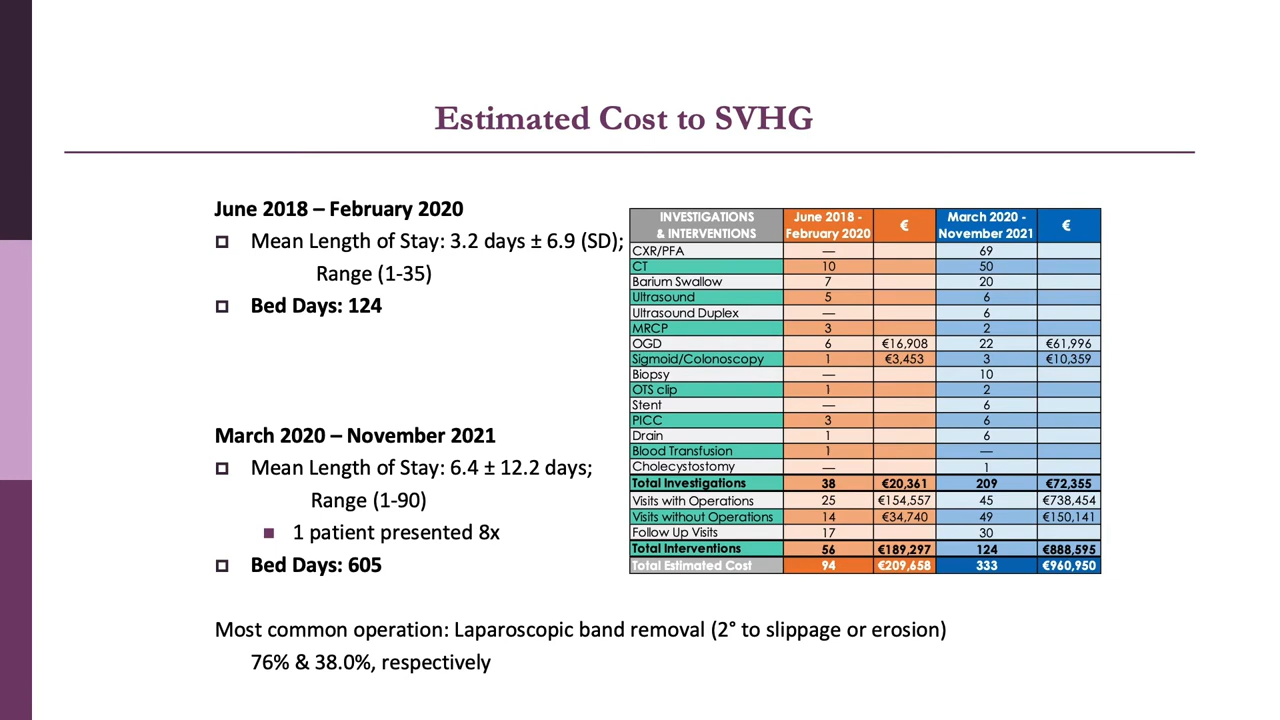 Estimated Cost to SVHG
June 2018 – February 2020
Mean Length of Stay: 3.2 days ± 6.9 (SD);
Range (1-35)
Bed Days: 124
March 2020 – November 2021
Mean Length of Stay: 6.4 ± 12.2 days;
Range (1-90)
1 patient presented 8x
Bed Days: 605
INVESTIGATIONS & INTERVENTIONS June 2018 - February 2020 € March 2020 - November 2021 €
CXR/PFA — 69
CT 10 50
Barium Swallow 7 20
Ultrasound 5 6
Ultrasound Duplex — 6
MRCP 3 2
OGD 6 €16,908 22 €61,996
Sigmoid/Colonoscopy 1 €3,453 3 €10,359
Biopsy — 10
OTS clip 1 2
Stent — 6
PICC 3 6
Drain 1 6
Blood Transfusion 1 —
Cholecystostomy — 1
Total Investigations 38 €20,361 209 €72,355
Visits with Operations 25 €154,557 45 €738,454
Visits without Operations 14 €34,740 49 €150,141
Follow Up Visits 17 30
Total Interventions 56 €189,297 124 €888,595
Total Estimated Cost 94 €209,658 333 €960,950
Most common operation: Laparoscopic band removal (2° to slippage or erosion)
76% & 38.0%, respectively